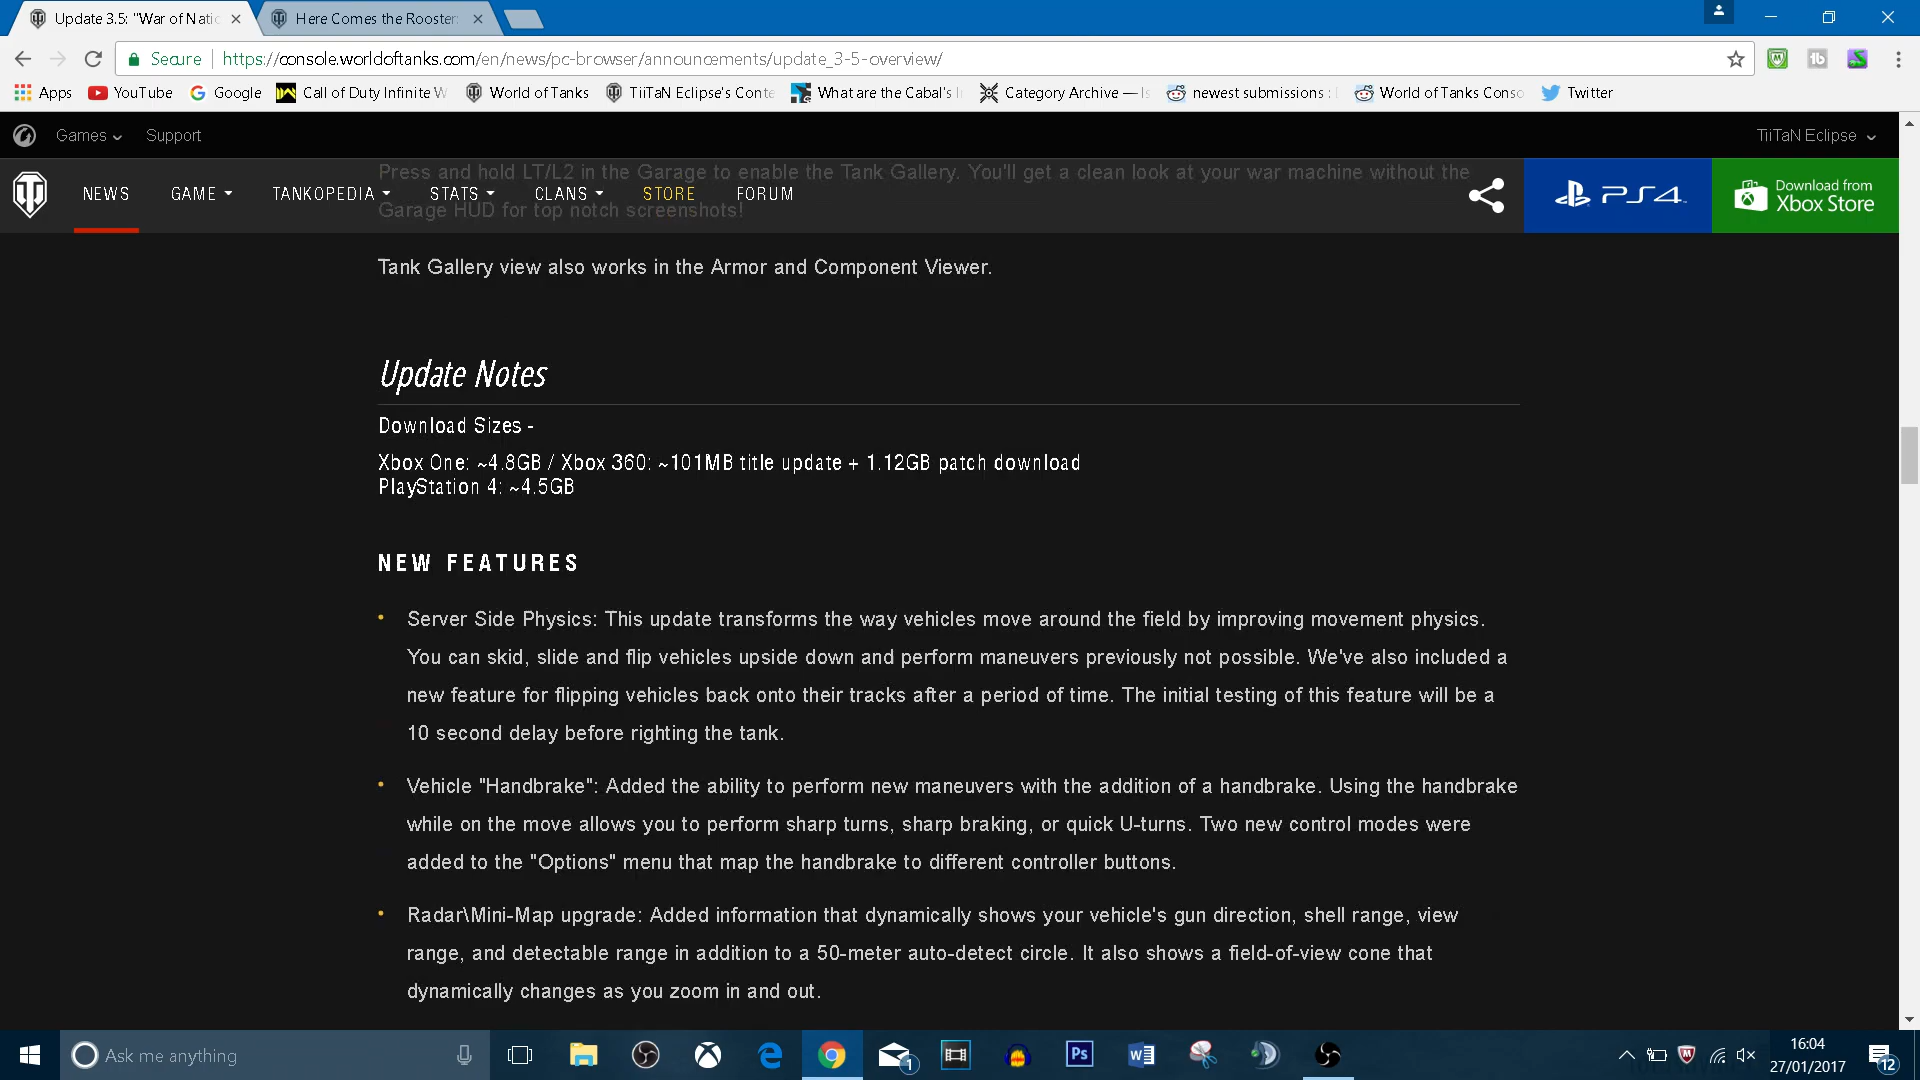 Update 3.5: "War of Natio
Here Comes the Rooster:
Secure
https://console.worldoftanks.com/en/news/pc-browser/announcements/update_3-5-overview/
Apps
YouTube
Google
Call of Duty Infinite W
World of Tanks
TiiTaN Eclipse's Conte
What are the Cabal's I
Category Archive — Is
newest submissions :
World of Tanks Conso
Twitter
Games
Support
TiiTaN Eclipse
Press and hold LT/L2 in the Garage to enable the Tank Gallery. You'll get a clean look at your war machine without the
NEWS
GAME
TANKOPEDIA
STATS
CLANS
STORE
FORUM
PS4
Download from
Xbox Store
Garage HUD for top notch screenshots!
Tank Gallery view also works in the Armor and Component Viewer.
Update Notes
Download Sizes -
Xbox One: ~4.8GB / Xbox 360: ~101MB title update + 1.12GB patch download
PlayStation 4: ~4.5GB
NEW FEATURES
• Server Side Physics: This update transforms the way vehicles move around the field by improving movement physics.
You can skid, slide and flip vehicles upside down and perform maneuvers previously not possible. We've also included a
new feature for flipping vehicles back onto their tracks after a period of time. The initial testing of this feature will be a
10 second delay before righting the tank.
• Vehicle "Handbrake": Added the ability to perform new maneuvers with the addition of a handbrake. Using the handbrake
while on the move allows you to perform sharp turns, sharp braking, or quick U-turns. Two new control modes were
added to the "Options" menu that map the handbrake to different controller buttons.
• Radar\Mini-Map upgrade: Added information that dynamically shows your vehicle's gun direction, shell range, view
range, and detectable range in addition to a 50-meter auto-detect circle. It also shows a field-of-view cone that
dynamically changes as you zoom in and out.
Ask me anything
1
Ps
16:04
27/01/2017
12